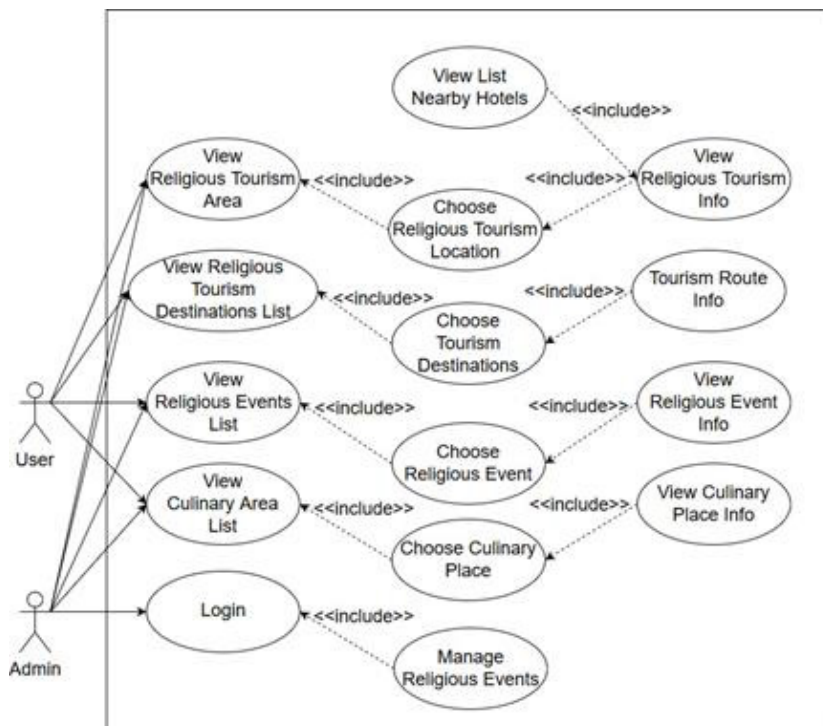 View List
Nearby Hotels
<<include>>
View
Religious Tourism
Area
<<include>>
<<include>>
View
Religious Tourism
Info
Choose
Religious Tourism
Location
View Religious
Tourism
Destinations List
<<include>>
<<include>>
Tourism Route
Info
Choose
Tourism
Destinations
View
Religious Events
List
<<include>>
<<include>>
View
Religious Event
Info
User
Choose
Religious Event
View
Culinary Area
List
<<include>>
<<include>>
View Culinary
Place Info
Choose Culinary
Place
Login
<<include>>
Admin
Manage
Religious Events